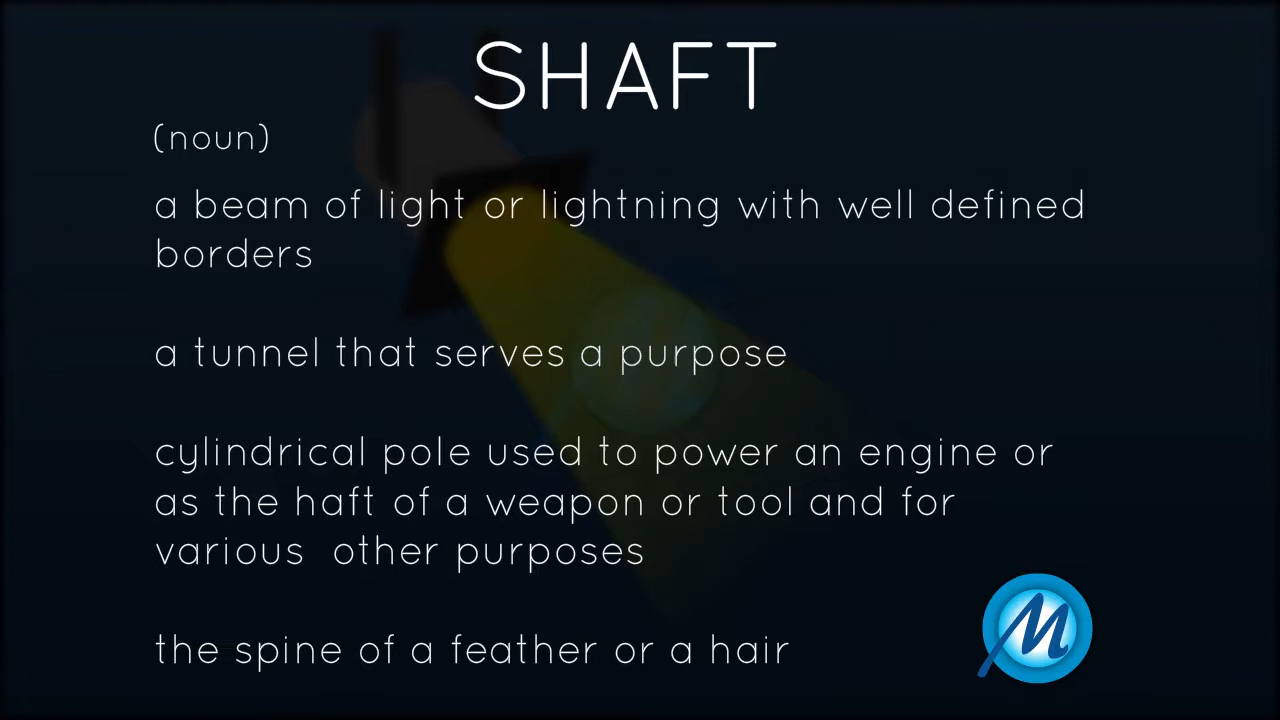 SHAFT
(noun)
a beam of light or lightning with well defined
borders
a tunnel that serves a purpose
cylindrical pole used to power an engine or
as the haft of a weapon or tool and for
various other purposes
the spine of a feather or a hair
M